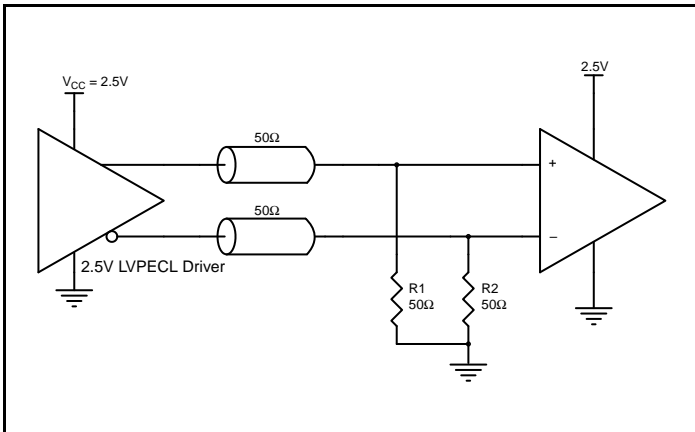 V_CC = 2.5V
2.5V
50Ω
+
50Ω
−
2.5V LVPECL Driver
R1
50Ω
R2
50Ω